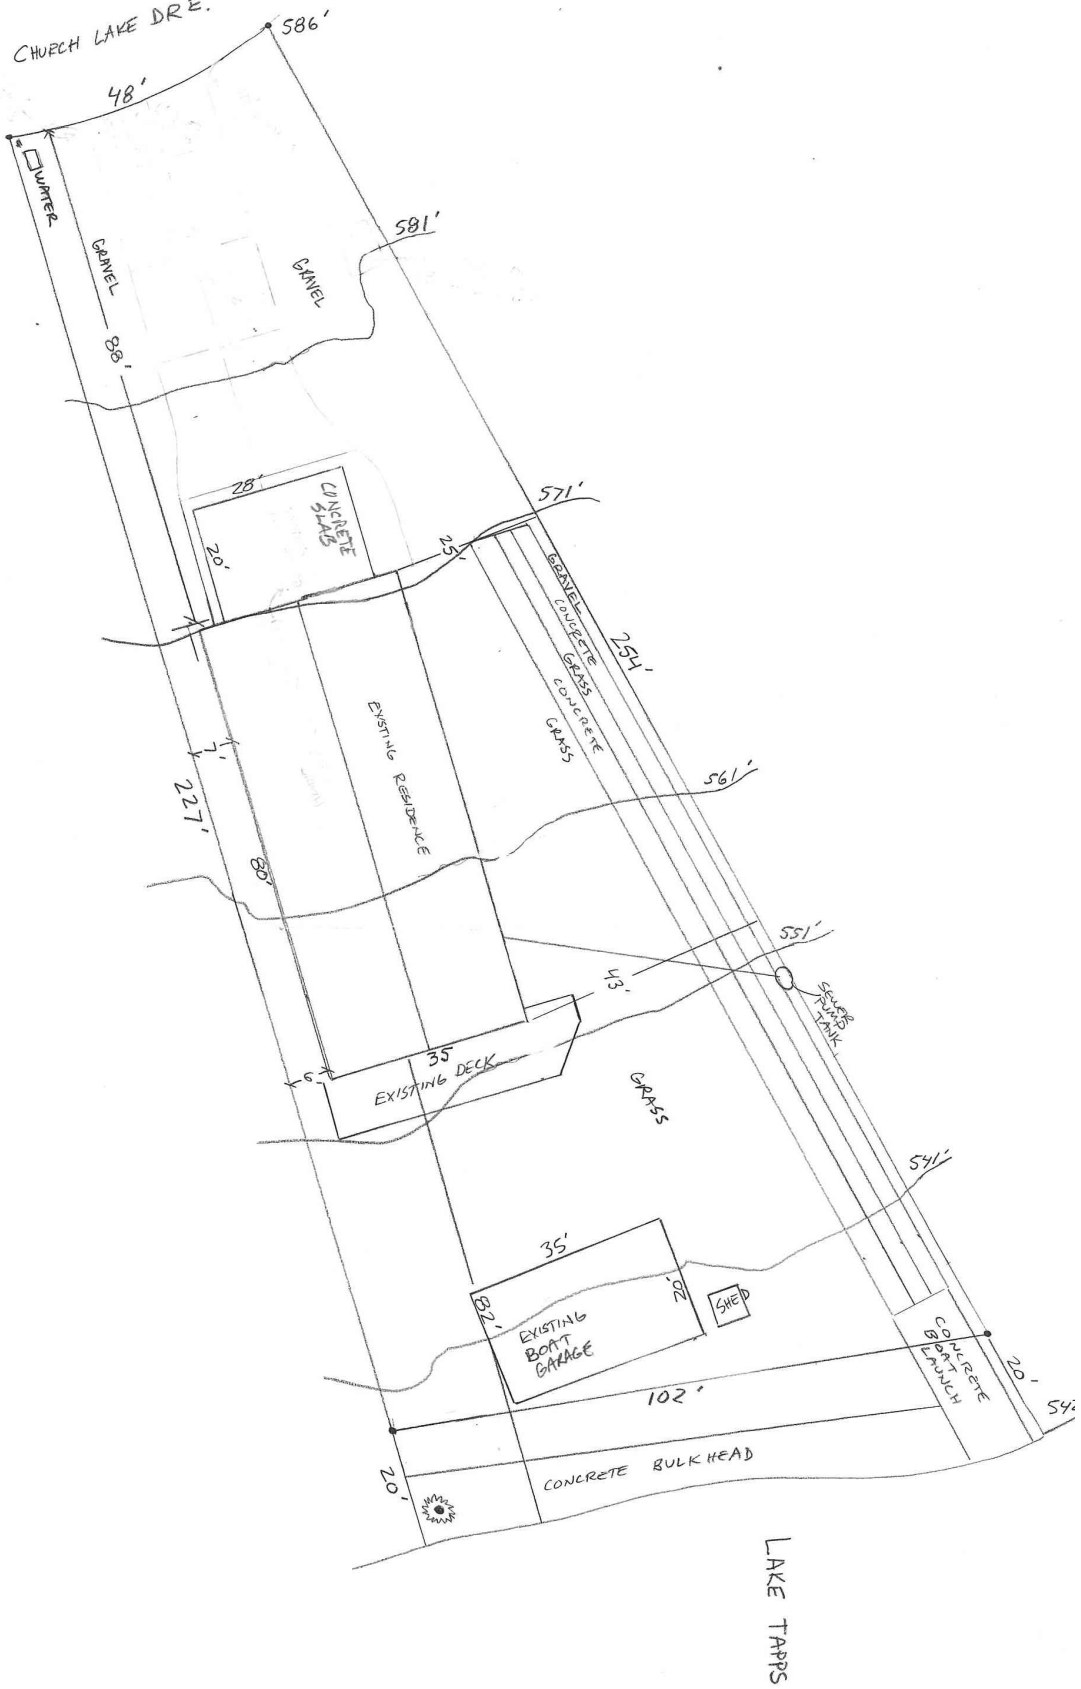 CHURCH LAKE DR E.
586'
48'
WATER
GRAVEL
88'
GRAVEL
581'
28'
CONCRETE
SLAB
20'
25'
571'
GRAVEL
CONCRETE
GRASS
CONCRETE
GRASS
254'
EXISTING RESIDENCE
7'
227'
80'
561'
551'
43'
SEWER
PUMP
TANK
6'
35
EXISTING DECK
GRASS
541'
35'
20'
82'
EXISTING
BOAT
GARAGE
SHED
CONCRETE
BOAT
LAUNCH
20'
102'
542
20'
CONCRETE BULKHEAD
LAKE TAPPS